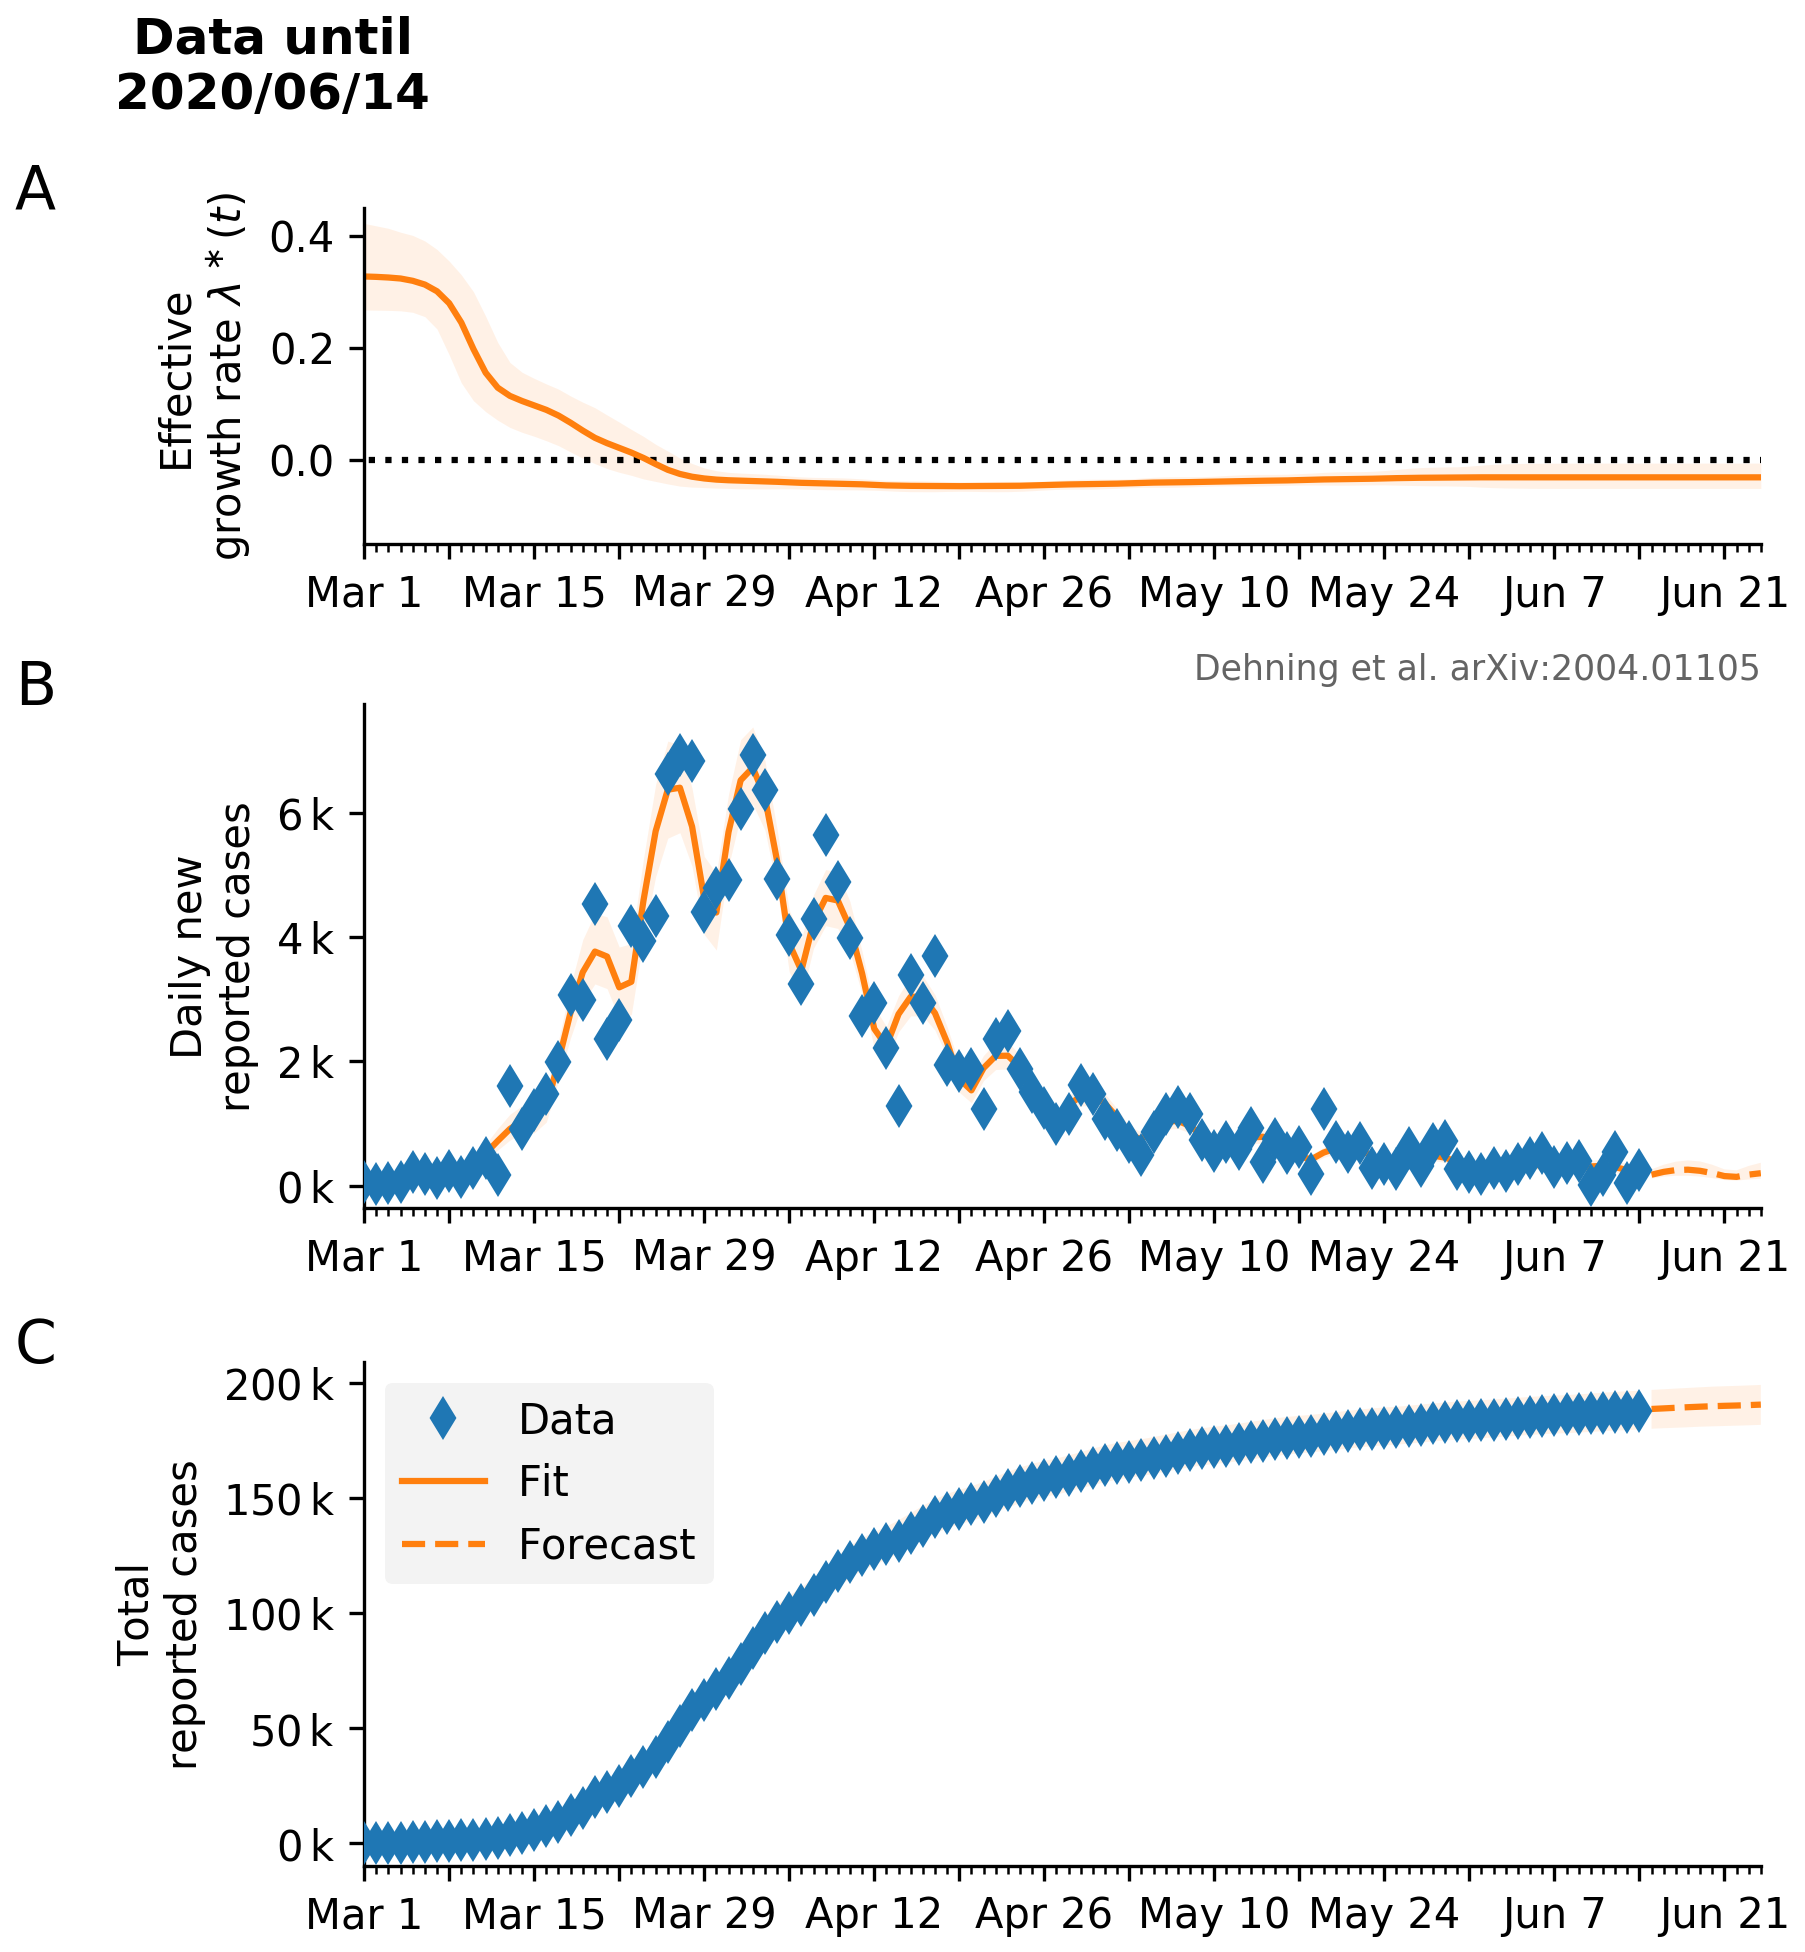 Data until
2020/06/14
A
Effective
growth rate λ * (t)
0.4
0.2
0.0
Mar 1 Mar 15 Mar 29 Apr 12 Apr 26 May 10 May 24 Jun 7 Jun 21
B
Dehning et al. arXiv:2004.01105
Daily new
reported cases
6 k
4 k
2 k
0 k
Mar 1 Mar 15 Mar 29 Apr 12 Apr 26 May 10 May 24 Jun 7 Jun 21
C
Total
reported cases
200 k
150 k
100 k
50 k
0 k
Data
Fit
Forecast
Mar 1 Mar 15 Mar 29 Apr 12 Apr 26 May 10 May 24 Jun 7 Jun 21